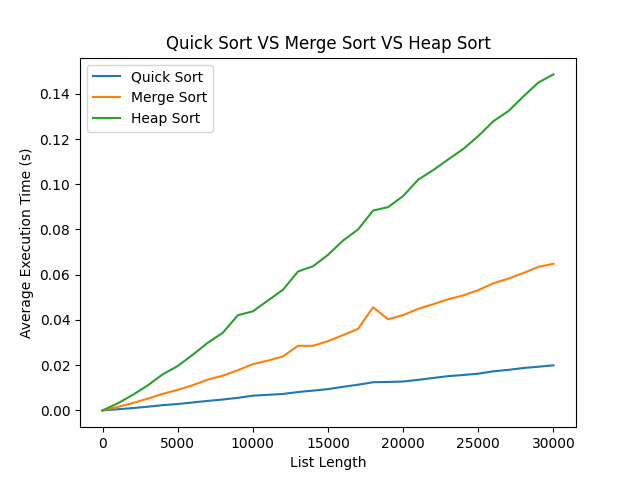 Quick Sort VS Merge Sort VS Heap Sort
Quick Sort
Merge Sort
Heap Sort
Average Execution Time (s)
0.14
0.12
0.10
0.08
0.06
0.04
0.02
0.00
0 5000 10000 15000 20000 25000 30000
List Length